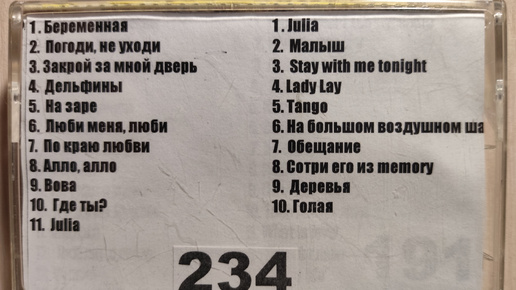 1. Беременная
2. Погоди, не уходи
3. Закрой за мной дверь
4. Дельфины
5. На заре
6. Люби меня, люби
7. По краю любви
8. Алло, алло
9. Вова
10. Где ты?
11. Julia
1. Julia
2. Малыш
3. Stay with me tonight
4. Lady Lay
5. Tango
6. На большом воздушном ша
7. Обещание
8. Сотри его из memory
9. Деревья
10. Голая
234
191